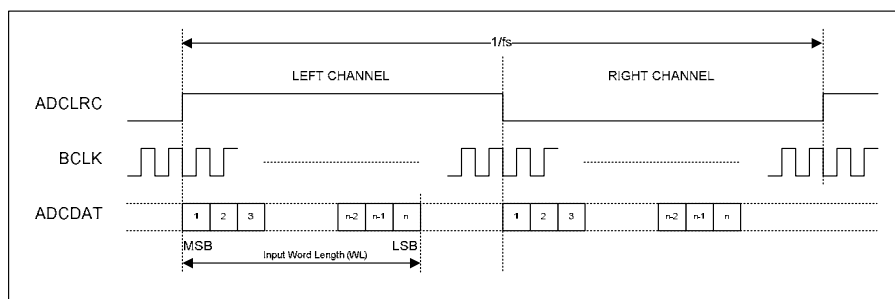 1/fs
LEFT CHANNEL RIGHT CHANNEL
ADCLRC
BCLK
ADCDAT 1 2 3 n-2 n-1 n 1 2 3 n-2 n-1 n
MSB LSB
Input Word Length (WL)